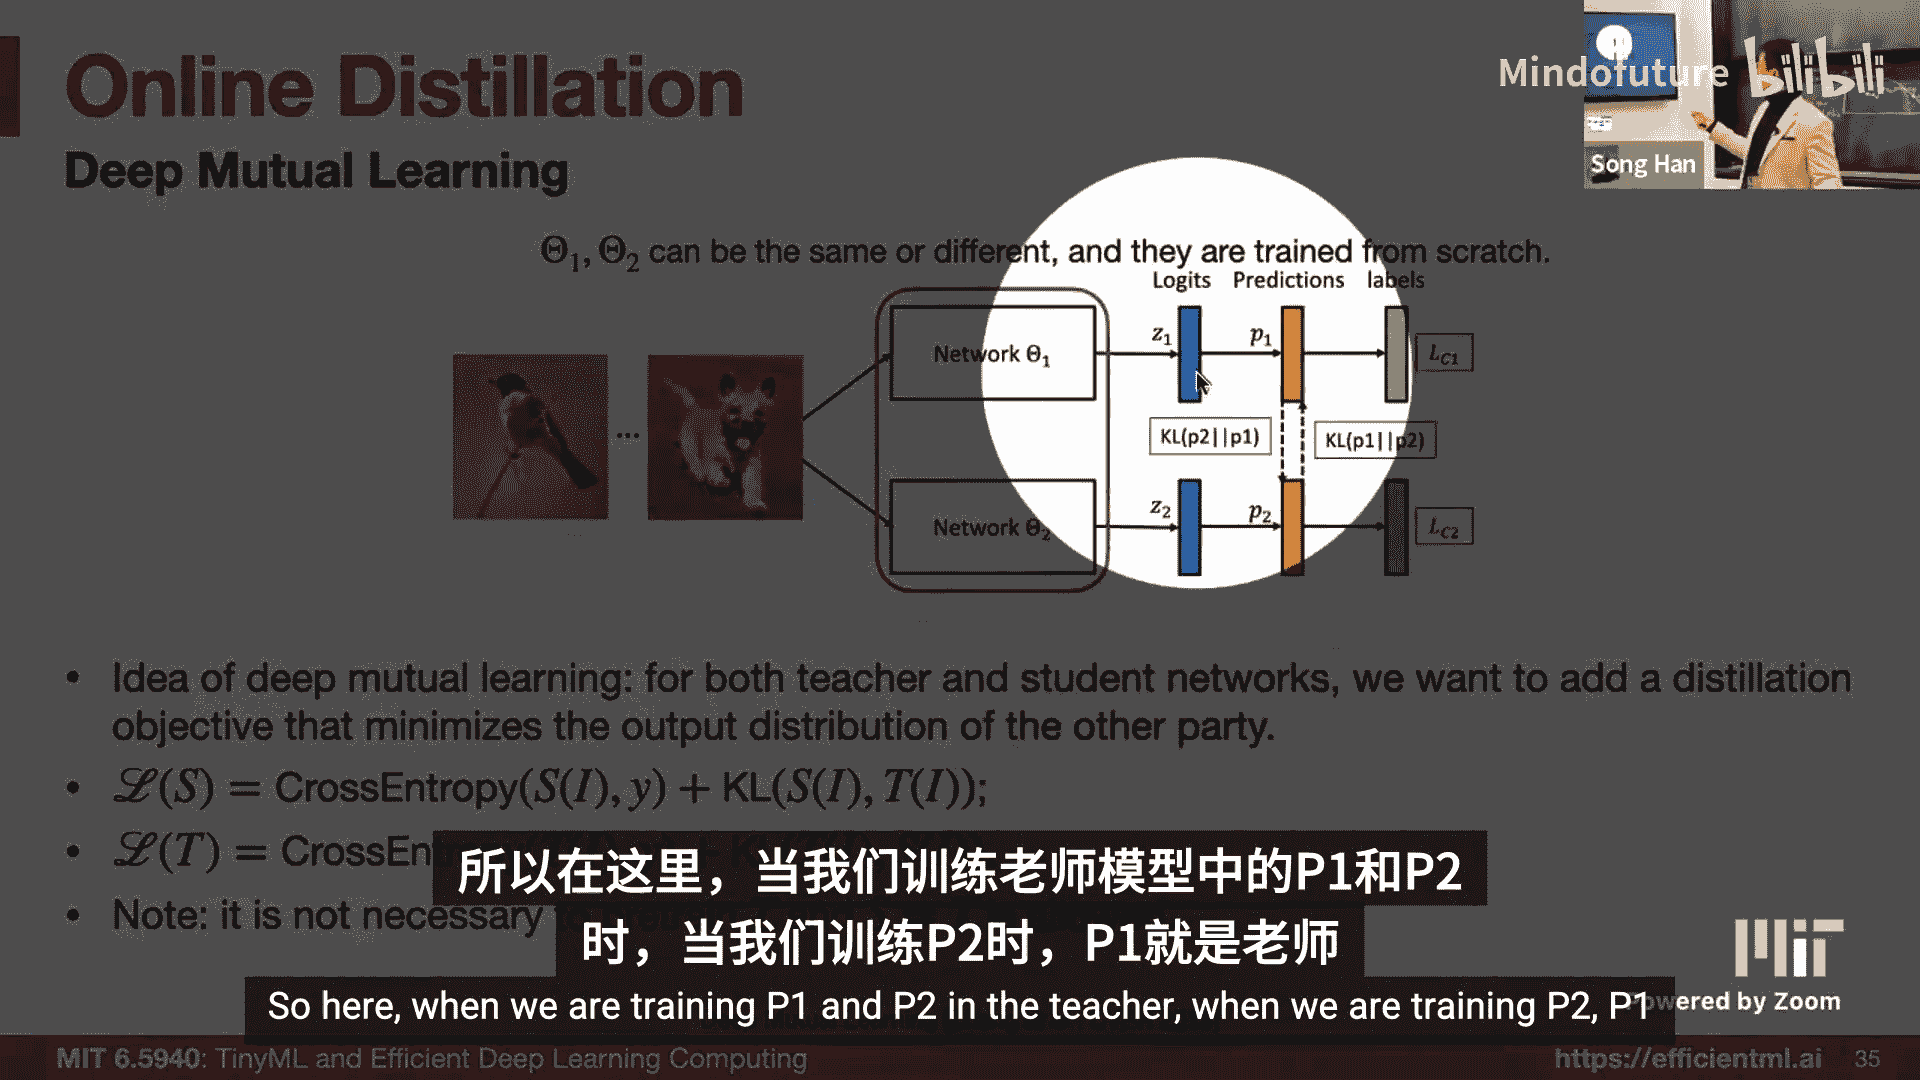 Online Distillation
Mindofuture bilibili
Song Han
Deep Mutual Learning
Θ₁, Θ₂ can be the same or different, and they are trained from scratch.
Logits Predictions labels
Network Θ₁
z₁
p₁
L_C1
...
KL(p2||p1)
KL(p1||p2)
Network Θ₂
z₂
p₂
L_C2
• Idea of deep mutual learning: for both teacher and student networks, we want to add a distillation
objective that minimizes the output distribution of the other party.
• ℒ(S) = CrossEntropy(S(I), y) + KL(S(I), T(I));
• ℒ(T) = CrossEn
• Note: it is not necessary
所以在这里，当我们训练老师模型中的P1和P2
时，当我们训练P2时，P1就是老师
So here, when we are training P1 and P2 in the teacher, when we are training P2, P1
MIT
Powered by Zoom
MIT 6.5940: TinyML and Efficient Deep Learning Computing
https://efficientml.ai
35